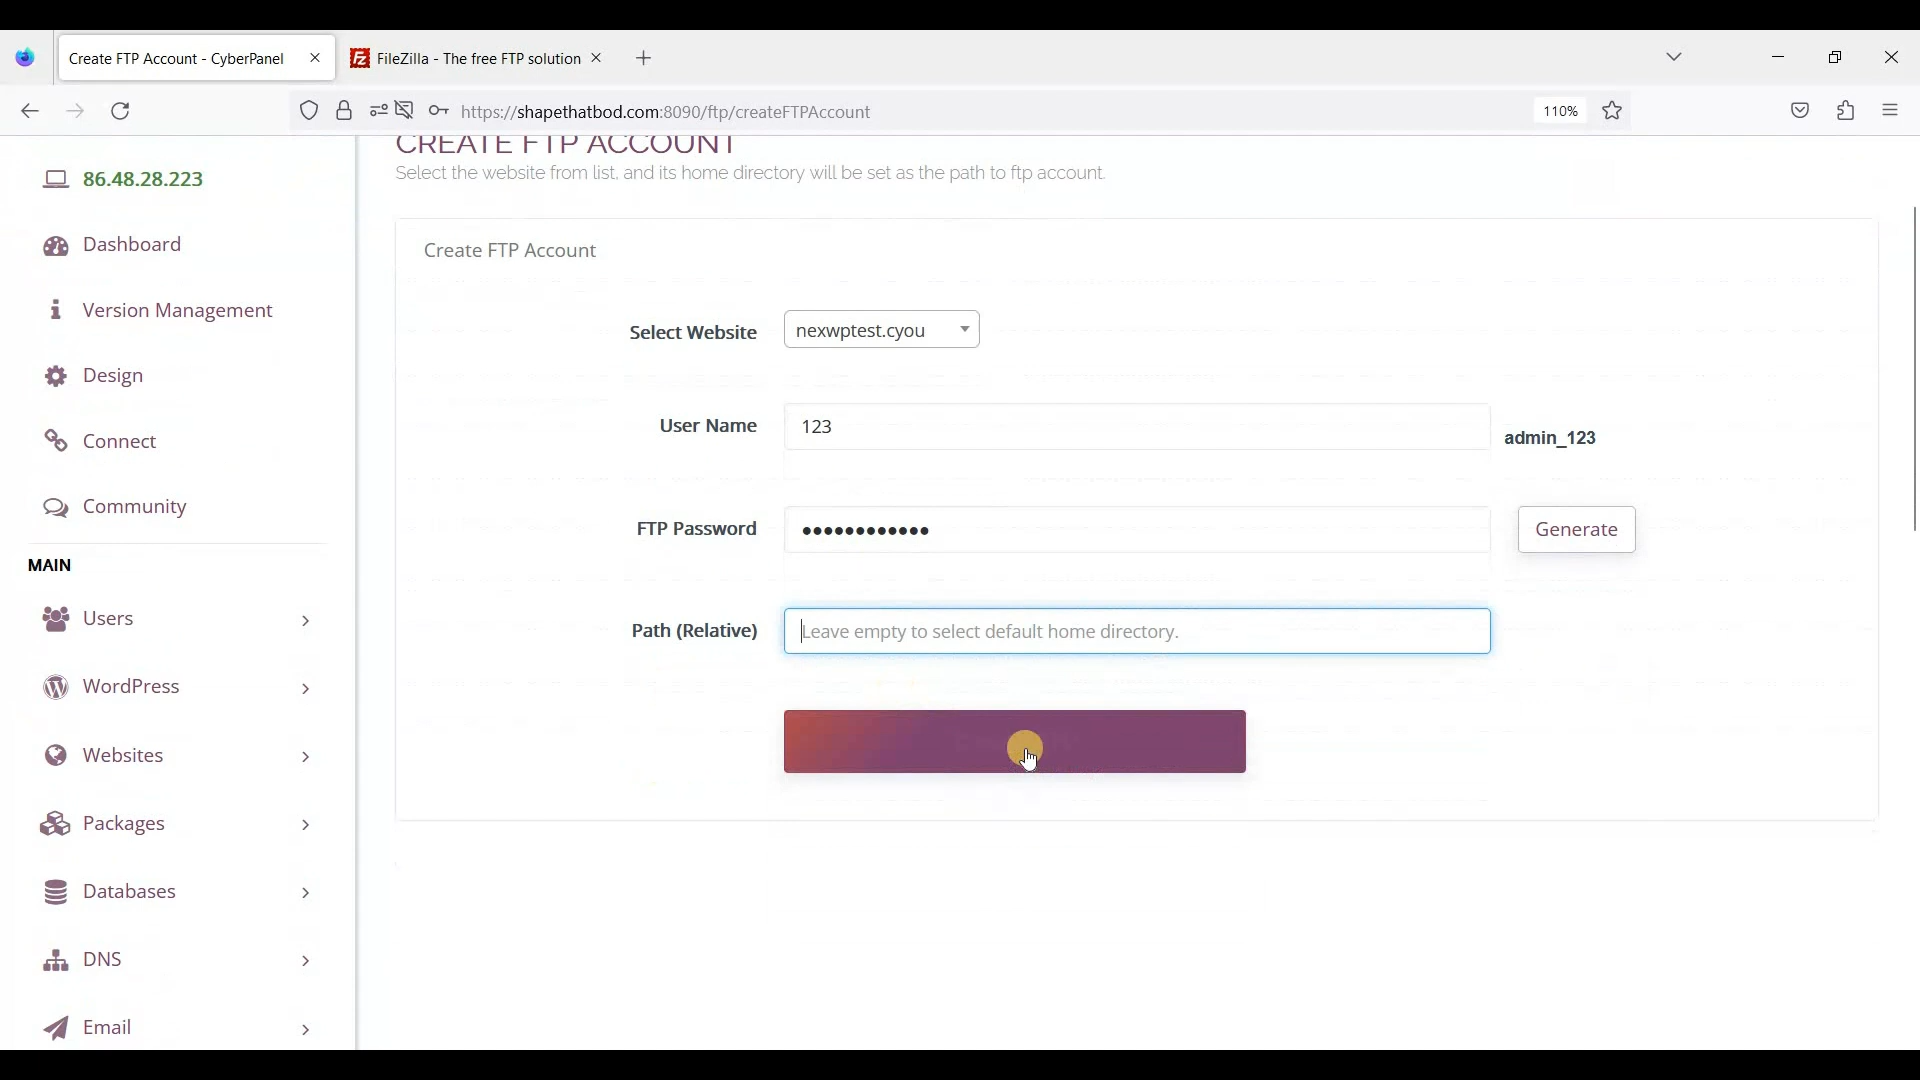 Create FTP Account - CyberPanel
FileZilla - The free FTP solution
https://shapethatbod.com:8090/ftp/createFTPAccount
110%
86.48.28.223
Dashboard
Version Management
Design
Connect
Community
MAIN
Users
WordPress
Websites
Packages
Databases
DNS
Email
CREATE FTP ACCOUNT
Select the website from list, and its home directory will be set as the path to ftp account.
Create FTP Account
Select Website nexwptest.cyou
User Name 123 admin_123
FTP Password •••••••••••• Generate
Path (Relative) Leave empty to select default home directory.